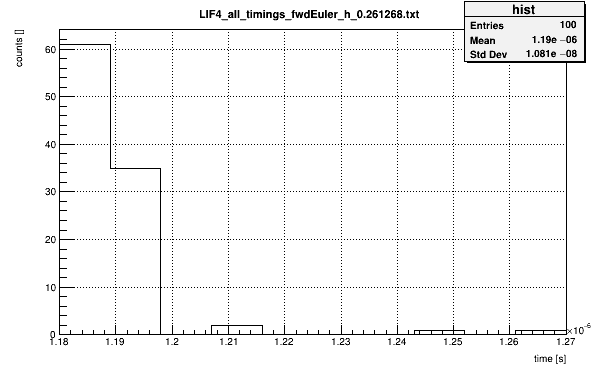 LIF4_all_timings_fwdEuler_h_0.261268.txt
hist
Entries 100
Mean 1.19e −06
Std Dev 1.081e −08
counts []
60
50
40
30
20
10
0
1.18 1.19 1.2 1.21 1.22 1.23 1.24 1.25 1.26 1.27
×10⁻⁶
time [s]